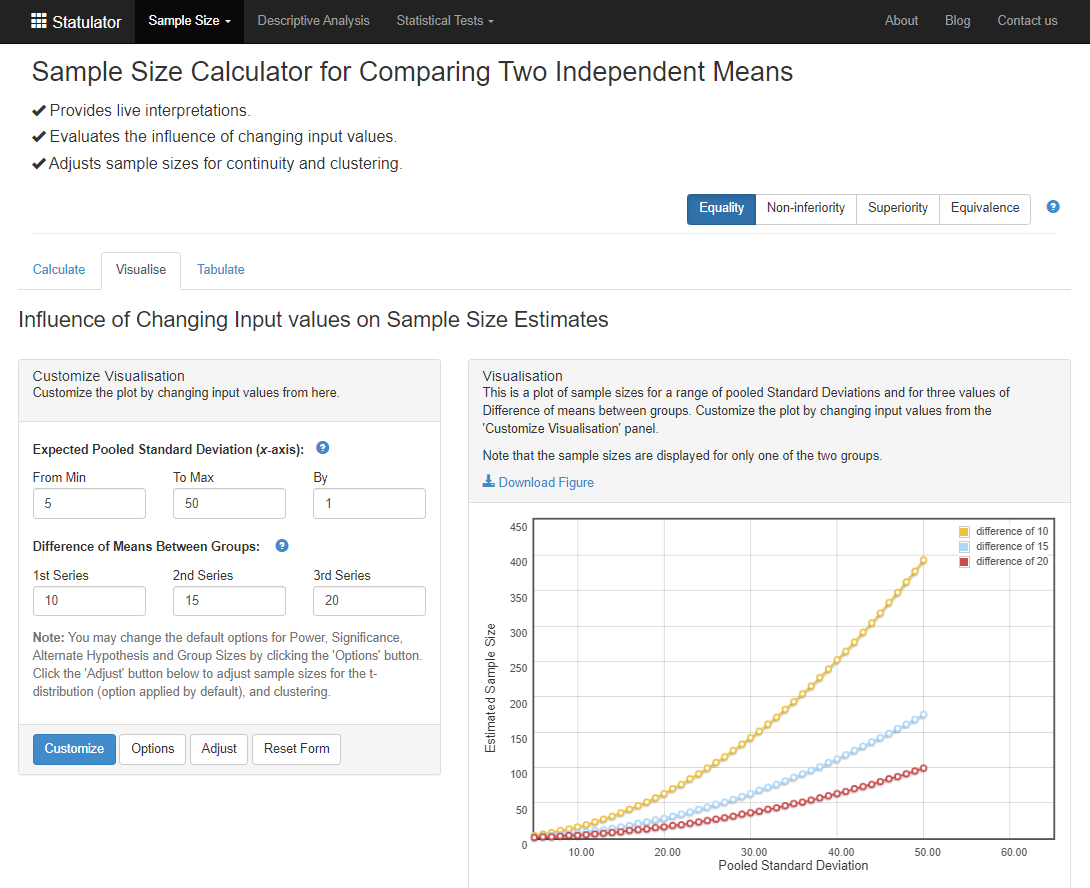 Statulator Sample Size Descriptive Analysis Statistical Tests About Blog Contact us
Sample Size Calculator for Comparing Two Independent Means
Provides live interpretations.
Evaluates the influence of changing input values.
Adjusts sample sizes for continuity and clustering.
Equality Non-inferiority Superiority Equivalence ?
Calculate Visualise Tabulate
Influence of Changing Input values on Sample Size Estimates
Customize Visualisation
Customize the plot by changing input values from here.
Expected Pooled Standard Deviation (x-axis): ?
From Min To Max By
5 50 1
Difference of Means Between Groups: ?
1st Series 2nd Series 3rd Series
10 15 20
Note: You may change the default options for Power, Significance,
Alternate Hypothesis and Group Sizes by clicking the 'Options' button.
Click the 'Adjust' button below to adjust sample sizes for the t-
distribution (option applied by default), and clustering.
Customize Options Adjust Reset Form
Visualisation
This is a plot of sample sizes for a range of pooled Standard Deviations and for three values of
Difference of means between groups. Customize the plot by changing input values from the
'Customize Visualisation' panel.
Note that the sample sizes are displayed for only one of the two groups.
Download Figure
Estimated Sample Size
450
400
350
300
250
200
150
100
50
0
difference of 10
difference of 15
difference of 20
10.00 20.00 30.00 40.00 50.00 60.00
Pooled Standard Deviation